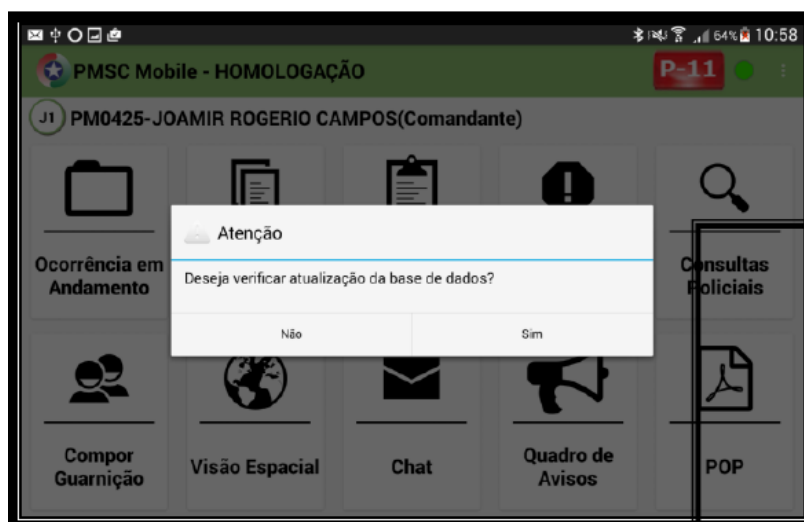 64% 10:58
PMSC Mobile - HOMOLOGAÇÃO
P-11
J1 PM0425-JOAMIR ROGERIO CAMPOS(Comandante)
Atenção
Deseja verificar atualização da base de dados?
Não
Sim
Ocorrência em
Andamento
Consultas
Policiais
Compor
Guarnição
Visão Espacial
Chat
Quadro de
Avisos
POP